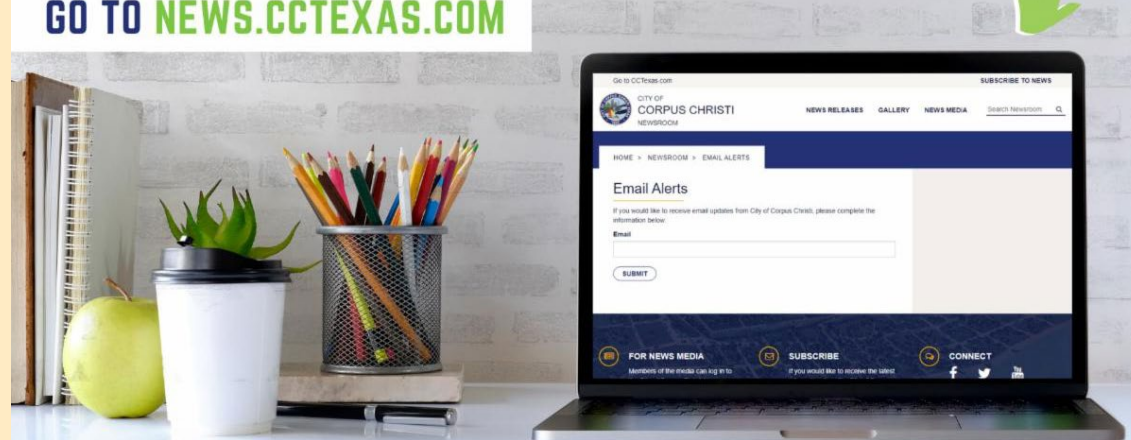 GO TO NEWS.CCTEXAS.COM
Go to CCTexas.com
SUBSCRIBE TO NEWS
CITY OF
CORPUS CHRISTI
NEWSROOM
NEWS RELEASES GALLERY NEWS MEDIA Search Newsroom
HOME > NEWSROOM > EMAIL ALERTS
Email Alerts
If you would like to receive email updates from City of Corpus Christi, please complete the
information below:
Email
SUBMIT
FOR NEWS MEDIA
Members of the media can log in to
SUBSCRIBE
If you would like to receive the latest
CONNECT
You